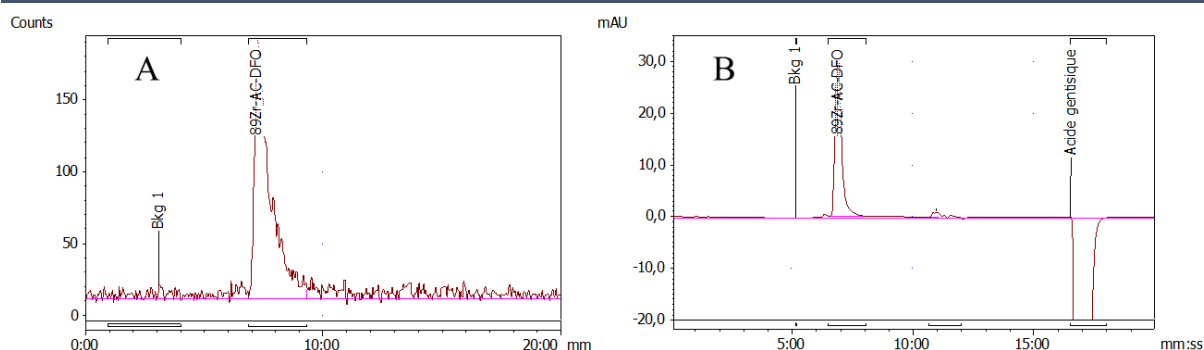 Counts
A
Bkg 1
89Zr-AC-DFO
150
100
50
0
0:00
10:00
20:00
mm
mAU
B
Bkg 1
89Zr-AC-DFO
Acide gentisique
30,0
20,0
10,0
0,0
-10,0
-20,0
5:00
10:00
15:00
mm:ss